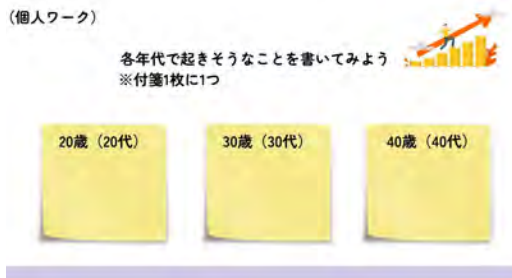 (個人ワーク)
各年代で起きそうなことを書いてみよう
※付箋1枚に1つ
20歳(20代)
30歳(30代)
40歳(40代)